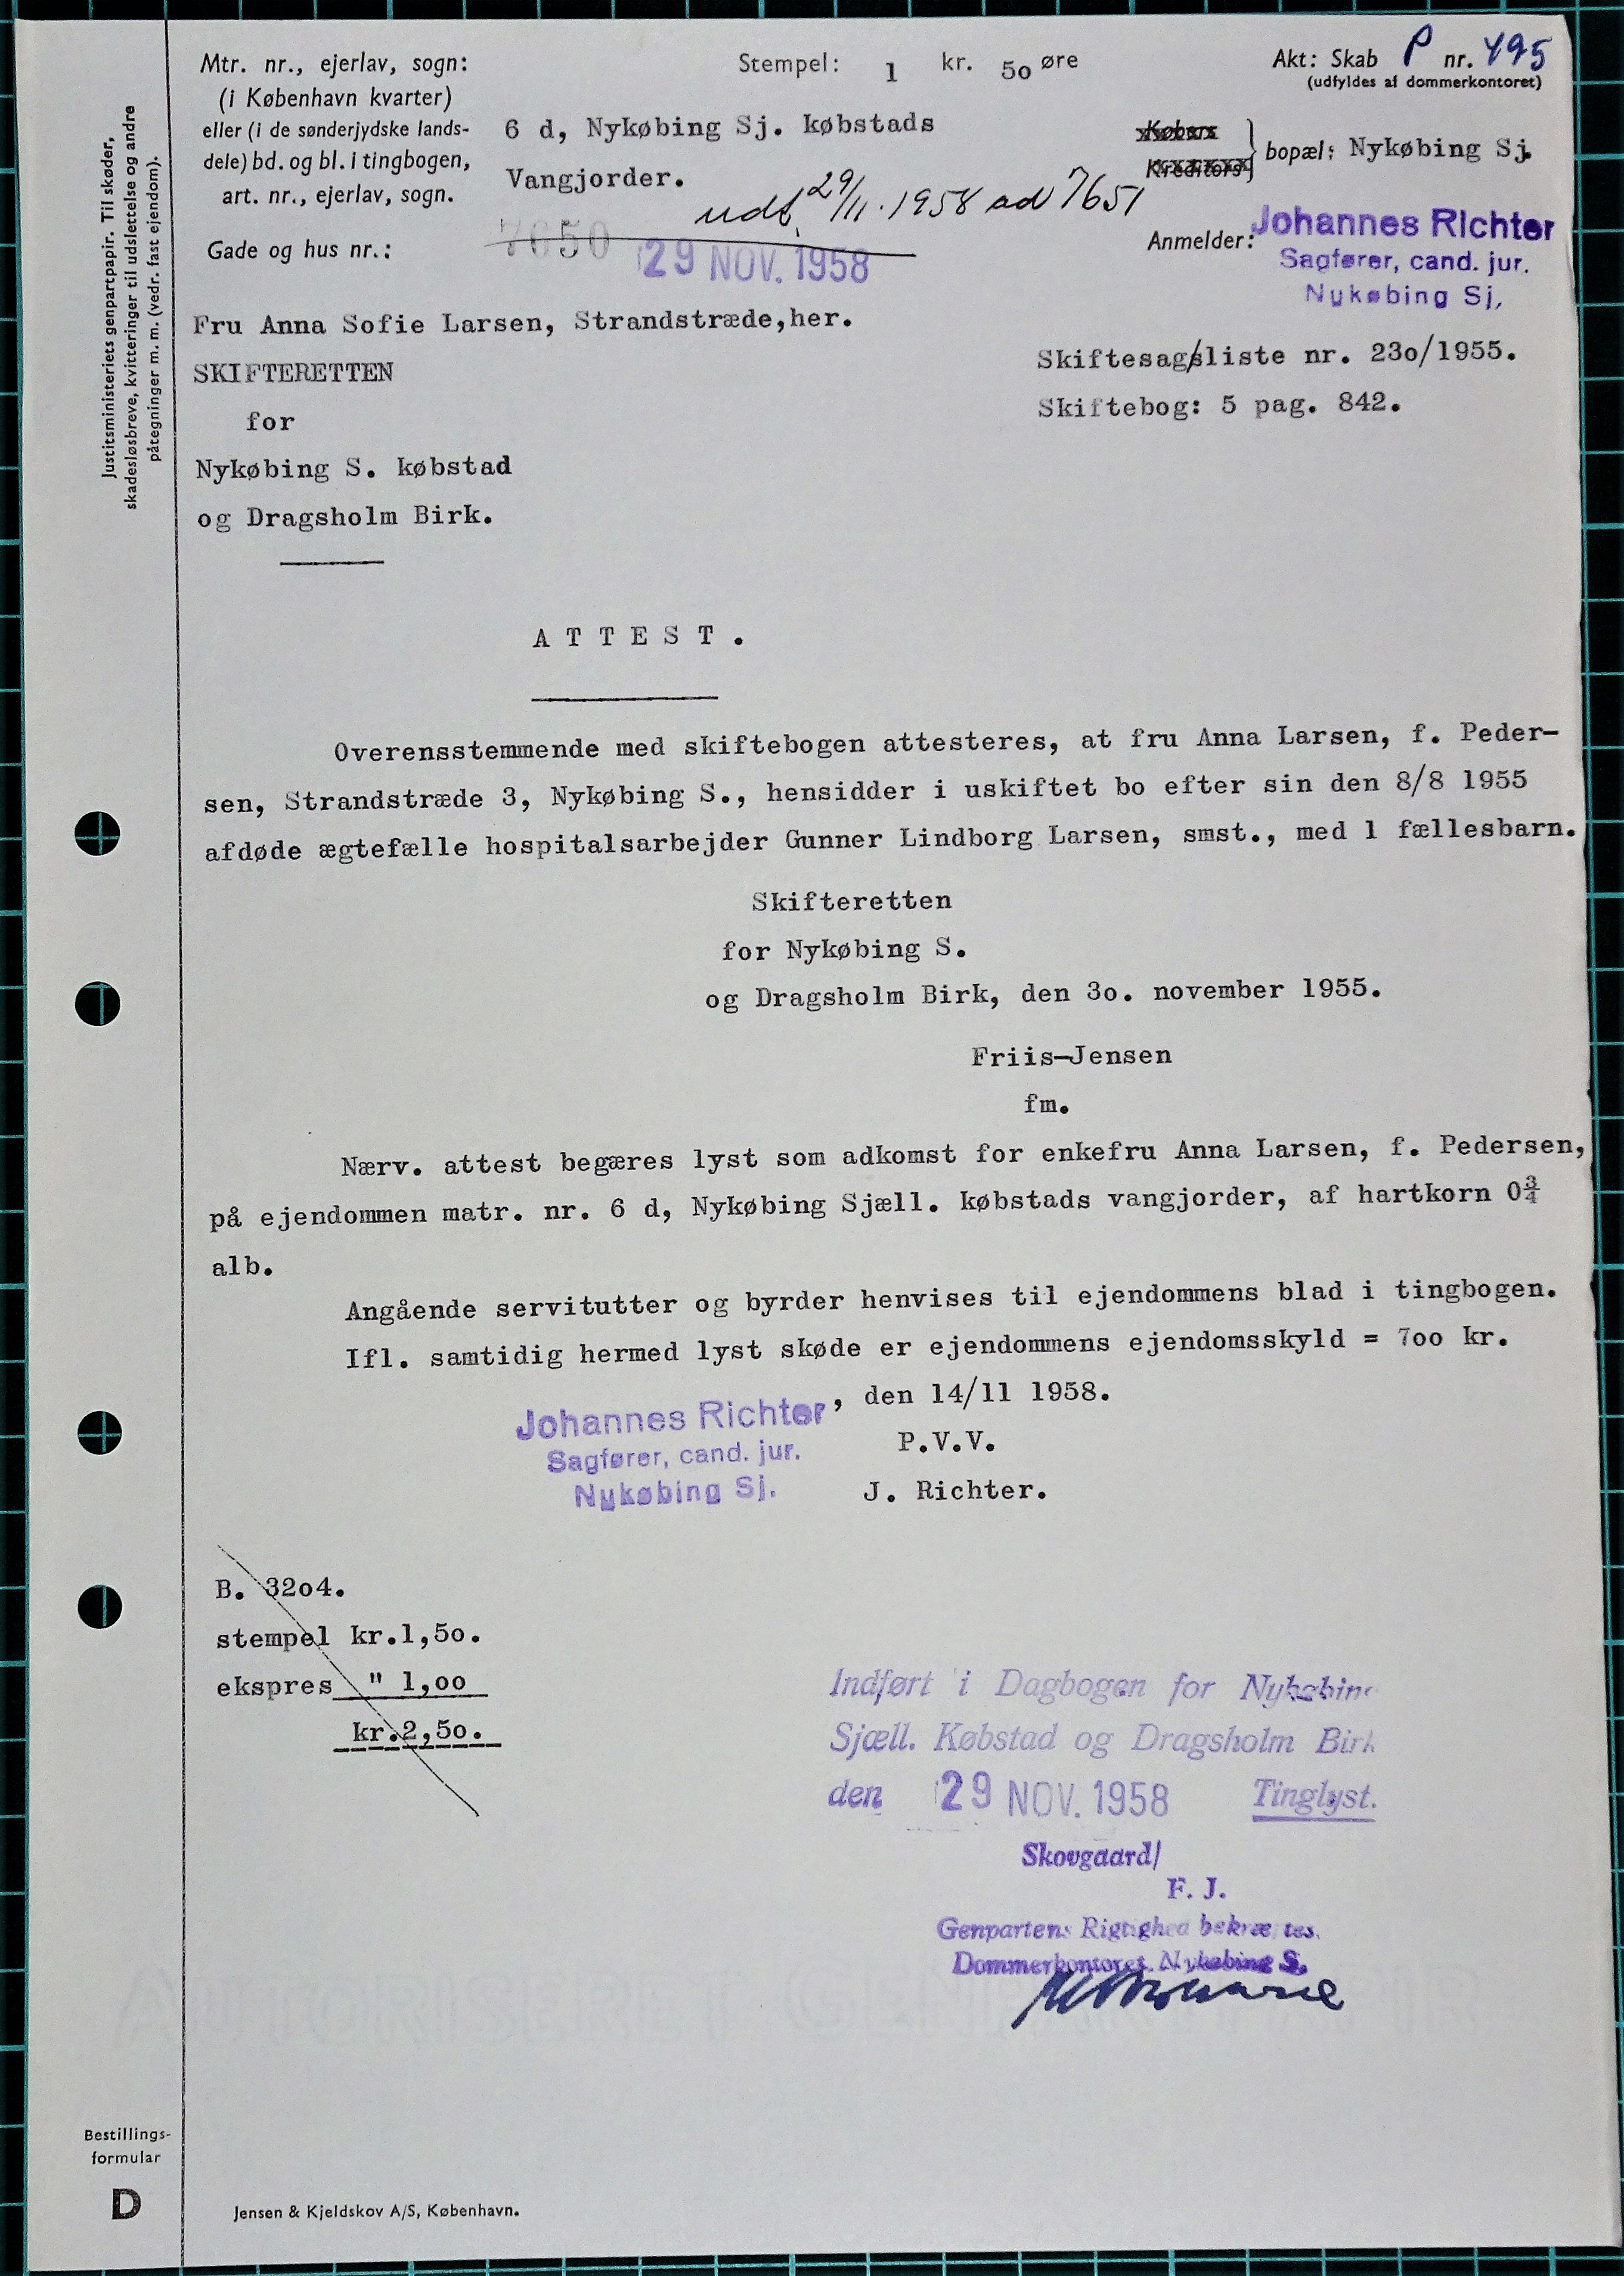 Mtr. nr., ejerlav, sogn:
(i København kvarter)
eller (i de sønderjydske lands-
dele) bd. og bl. i tingbogen,
art. nr., ejerlav, sogn.
Gade og hus nr.:
Stempel: 1 kr. 50 øre
6 d, Nykøbing Sj. købstads
Vangjorder.
Akt: Skab P nr. 495
(udfyldes af dommerkontoret)
Købers
Kreditors
bopæl: Nykøbing Sj.
udt. 29/11.1958 ad 7651
7650 29 NOV. 1958
Anmelder: Johannes Richter
Sagfører, cand. jur.
Nykøbing Sj.
Justitsministeriets genpartpapir. Til skøder,
skadesløsbreve, kvitteringer til udslettelse og andre
påtegninger m. m. (vedr. fast ejendom).
Fru Anna Sofie Larsen, Strandstræde,her.
SKIFTERETTEN
for
Nykøbing S. købstad
og Dragsholm Birk.
Skiftesagsliste nr. 23o/1955.
Skiftebog: 5 pag. 842.
A T T E S T .
Overensstemmende med skiftebogen attesteres, at fru Anna Larsen, f. Peder-
sen, Strandstræde 3, Nykøbing S., hensidder i uskiftet bo efter sin den 8/8 1955
afdøde ægtefælle hospitalsarbejder Gunner Lindborg Larsen, smst., med 1 fællesbarn.
Skifteretten
for Nykøbing S.
og Dragsholm Birk, den 3o. november 1955.
Friis-Jensen
fm.
Nærv. attest begæres lyst som adkomst for enkefru Anna Larsen, f. Pedersen,
på ejendommen matr. nr. 6 d, Nykøbing Sjæll. købstads vangjorder, af hartkorn 0¾
alb.
Angående servitutter og byrder henvises til ejendommens blad i tingbogen.
Ifl. samtidig hermed lyst skøde er ejendommens ejendomsskyld = 7oo kr.
Johannes Richter, den 14/11 1958.
Sagfører, cand. jur.
Nykøbing Sj.
P.V.V.
J. Richter.
B. 32o4.
stempel kr.1,5o.
ekspres " 1,oo
kr.2,5o.
Indført i Dagbogen for Nykøbing
Sjæll. Købstad og Dragsholm Birk
den 29 NOV. 1958 Tinglyst.
Skovgaard/
F. J.
Genpartens Rigtighed bekræftes.
Dommerkontoret. Nykøbing S.
Bestillings-
formular
D
Jensen & Kjeldskov A/S, København.